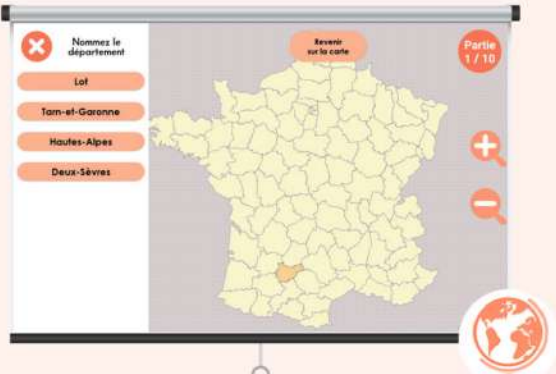 Nommez le
département
Revenir
sur la carte
Partie
1 / 10
Lot
Tarn-et-Garonne
Hautes-Alpes
Deux-Sèvres